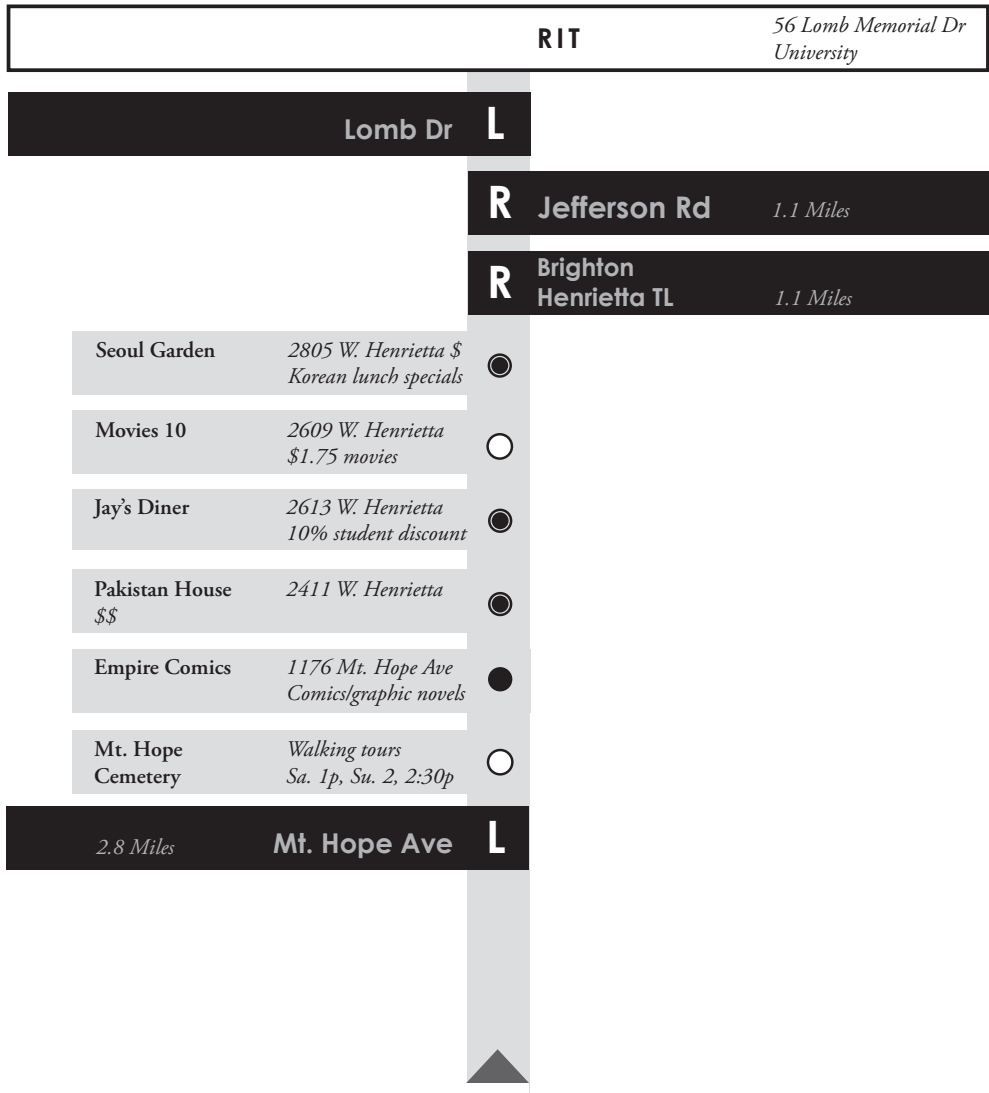 RIT
56 Lomb Memorial Dr
University
Lomb Dr L
R Jefferson Rd 1.1 Miles
R Brighton
Henrietta TL 1.1 Miles
Seoul Garden 2805 W. Henrietta $
Korean lunch specials
Movies 10 2609 W. Henrietta
$1.75 movies
Jay's Diner 2613 W. Henrietta
10% student discount
Pakistan House 2411 W. Henrietta
$$
Empire Comics 1176 Mt. Hope Ave
Comics/graphic novels
Mt. Hope Walking tours
Cemetery Sa. 1p, Su. 2, 2:30p
2.8 Miles Mt. Hope Ave L